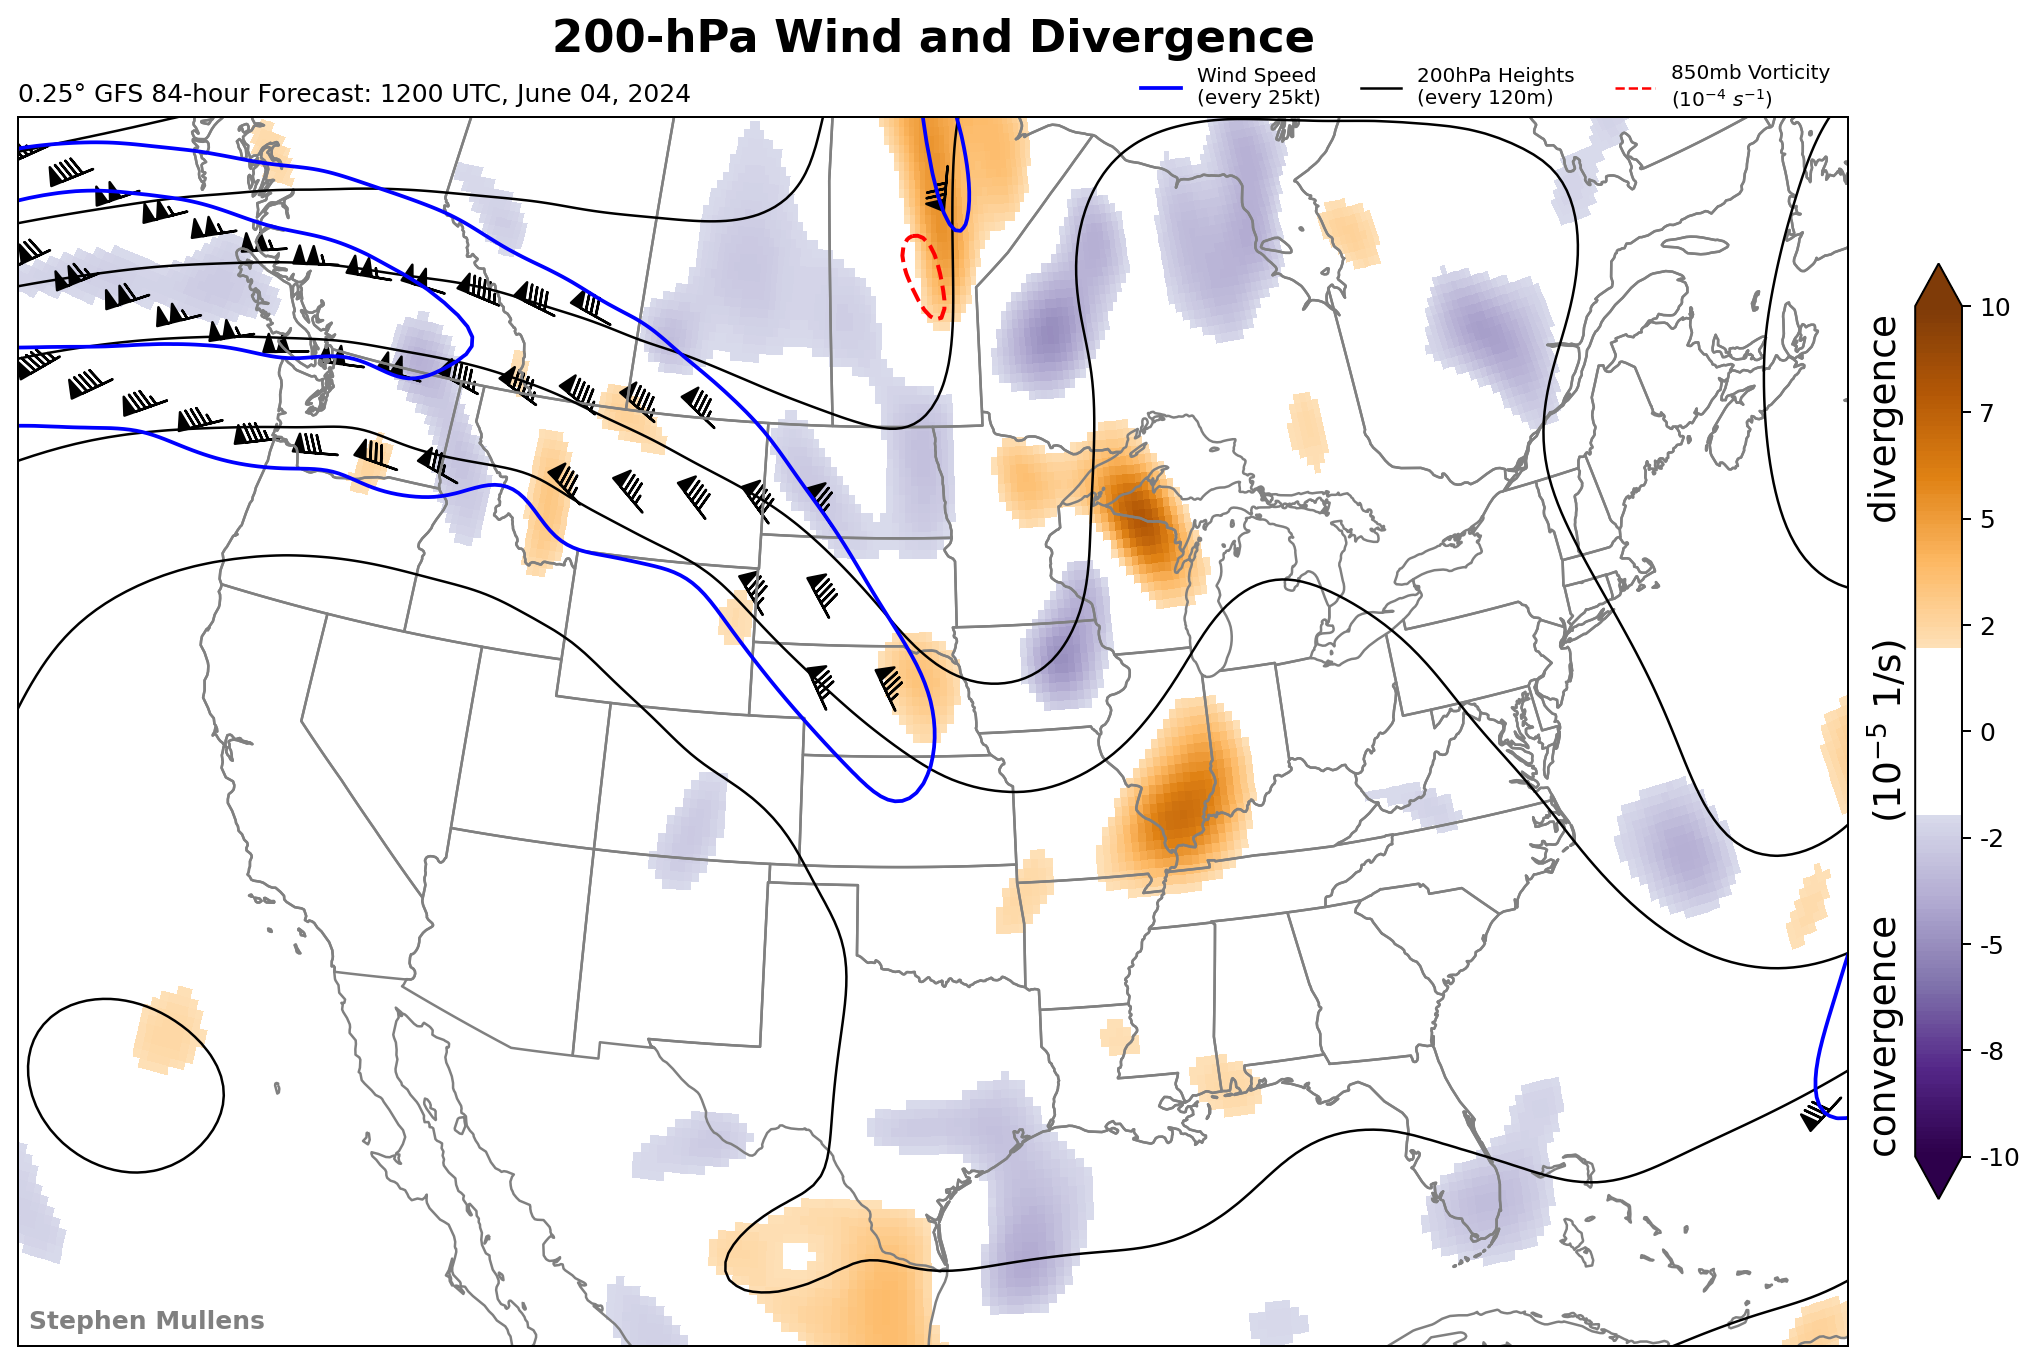 200-hPa Wind and Divergence
0.25° GFS 84-hour Forecast: 1200 UTC, June 04, 2024
Wind Speed
(every 25kt)
200hPa Heights
(every 120m)
850mb Vorticity
(10⁻⁴ s⁻¹)
10
7
5
2
0
-2
-5
-8
-10
convergence (10⁻⁵ 1/s) divergence
Stephen Mullens